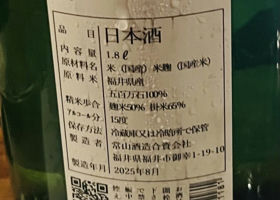 品目 日本酒
内容量 1.8ℓ
原材料名 米(国産)米麹(国産米)
原料米 福井県産
五百万石100%
精米歩合 麹米50% 掛米65%
アルコール分 15度
保存方法 冷蔵庫又は冷暗所で保管
製造者 常山酒造合資会社
福井県福井市御幸1-19-10
製造年月 2025年8月